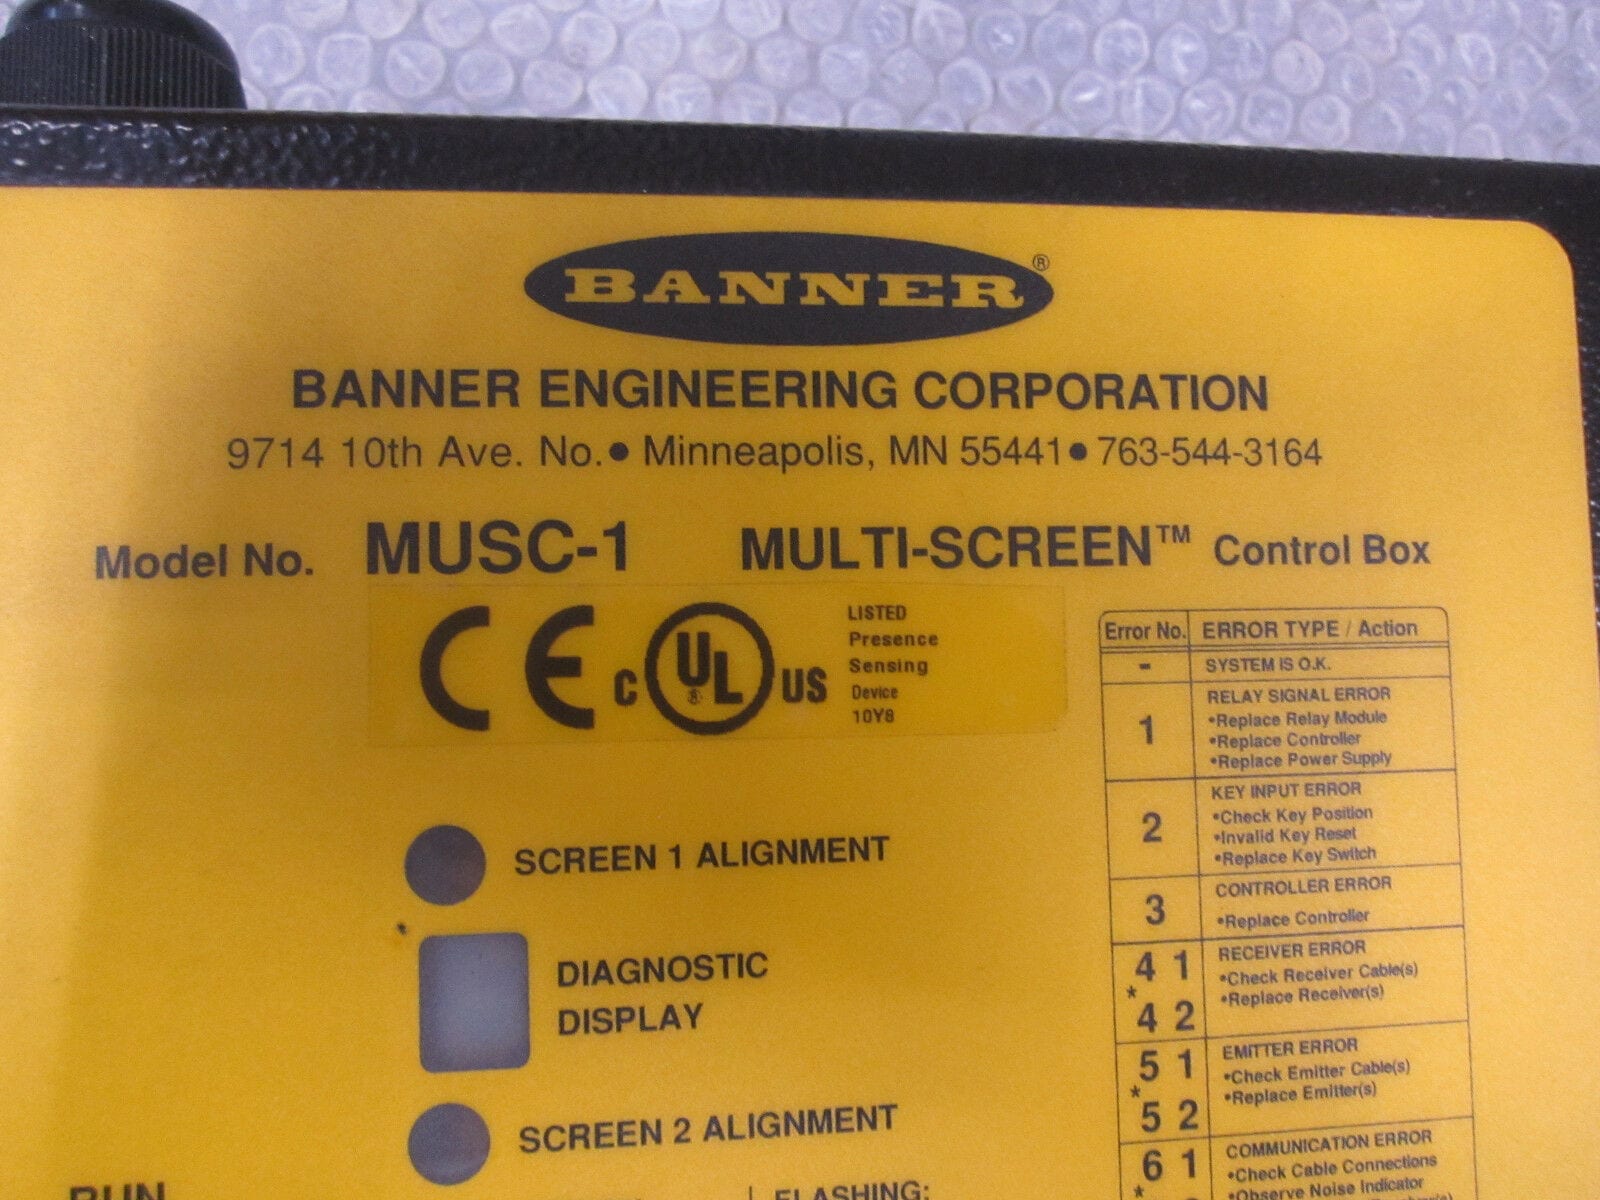 BANNER®
BANNER ENGINEERING CORPORATION
9714 10th Ave. No.● Minneapolis, MN 55441● 763-544-3164
Model No. MUSC-1 MULTI-SCREEN™ Control Box
CE
C UL® US
LISTED
Presence
Sensing
Device
10Y8
SCREEN 1 ALIGNMENT
DIAGNOSTIC
DISPLAY
SCREEN 2 ALIGNMENT
RUN
FLASHING:
Error No. ERROR TYPE / Action
- SYSTEM IS O.K.
1 RELAY SIGNAL ERROR
•Replace Relay Module
•Replace Controller
•Replace Power Supply
2 KEY INPUT ERROR
•Check Key Position
•Invalid Key Reset
•Replace Key Switch
3 CONTROLLER ERROR
•Replace Controller
4 1
*
4 2
RECEIVER ERROR
•Check Receiver Cable(s)
•Replace Receiver(s)
5 1
*
5 2
EMITTER ERROR
•Check Emitter Cable(s)
•Replace Emitter(s)
6 1
*
COMMUNICATION ERROR
•Check Cable Connections
•Observe Noise Indicator